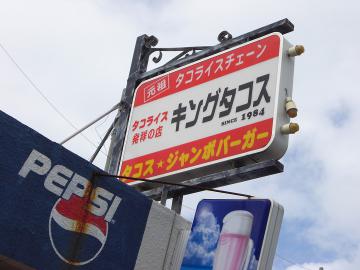 元祖 タコライスチェーン
タコライス
発祥の店
キングタコス
SINCE 1984
タコス★ジャンボバーガー
PEPSI